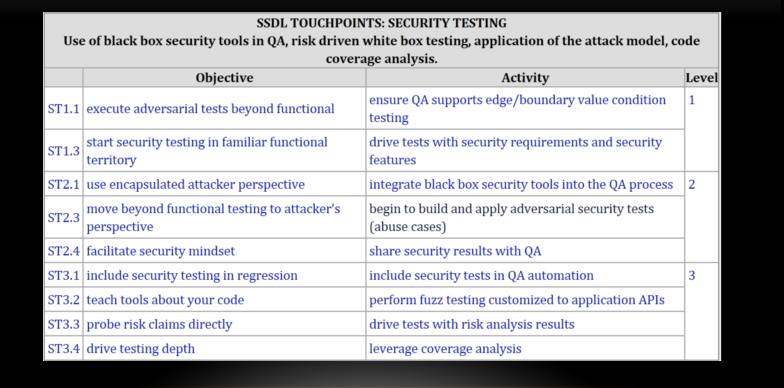 SSDL TOUCHPOINTS: SECURITY TESTING
Use of black box security tools in QA, risk driven white box testing, application of the attack model, code
coverage analysis.
Objective Activity Level
ST1.1 execute adversarial tests beyond functional ensure QA supports edge/boundary value condition 1
testing
ST1.3 start security testing in familiar functional drive tests with security requirements and security
territory features
ST2.1 use encapsulated attacker perspective integrate black box security tools into the QA process 2
ST2.3 move beyond functional testing to attacker's begin to build and apply adversarial security tests
perspective (abuse cases)
ST2.4 facilitate security mindset share security results with QA
ST3.1 include security testing in regression include security tests in QA automation 3
ST3.2 teach tools about your code perform fuzz testing customized to application APIs
ST3.3 probe risk claims directly drive tests with risk analysis results
ST3.4 drive testing depth leverage coverage analysis